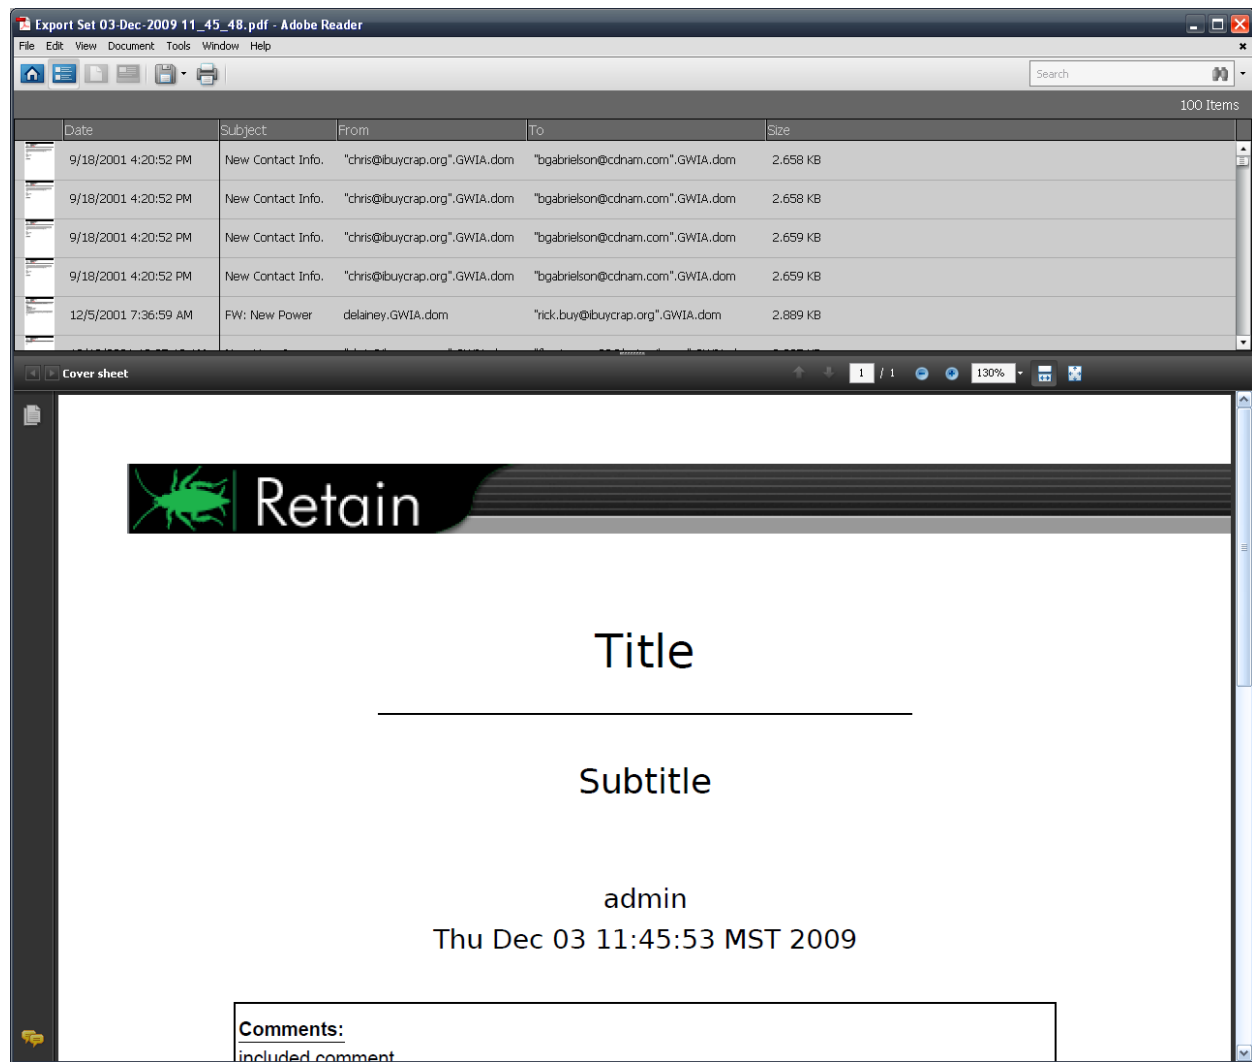 Export Set 03-Dec-2009 11_45_48.pdf - Adobe Reader
File Edit View Document Tools Window Help
Search
100 Items
Date Subject From To Size
9/18/2001 4:20:52 PM New Contact Info. "chris@ibuycrap.org".GWIA.dom "bgabrielson@cdnam.com".GWIA.dom 2.658 KB
9/18/2001 4:20:52 PM New Contact Info. "chris@ibuycrap.org".GWIA.dom "bgabrielson@cdnam.com".GWIA.dom 2.658 KB
9/18/2001 4:20:52 PM New Contact Info. "chris@ibuycrap.org".GWIA.dom "bgabrielson@cdnam.com".GWIA.dom 2.659 KB
9/18/2001 4:20:52 PM New Contact Info. "chris@ibuycrap.org".GWIA.dom "bgabrielson@cdnam.com".GWIA.dom 2.659 KB
12/5/2001 7:36:59 AM FW: New Power delainey.GWIA.dom "rick.buy@ibuycrap.org".GWIA.dom 2.889 KB
Cover sheet 1 / 1 130%
Retain
Title
Subtitle
admin
Thu Dec 03 11:45:53 MST 2009
Comments:
included comment